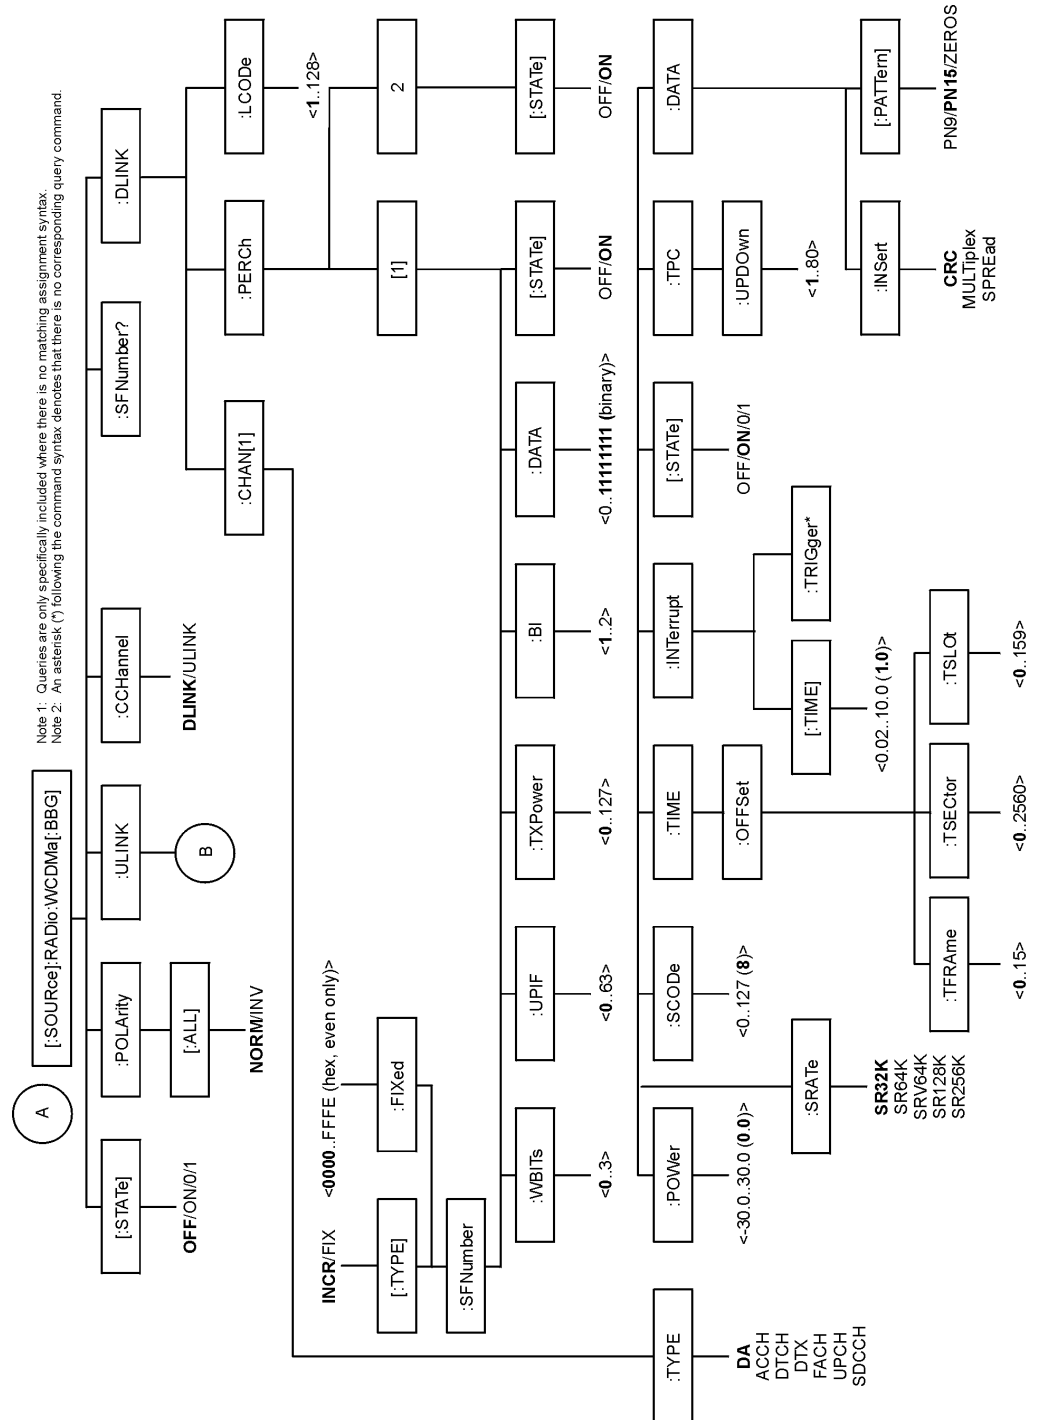 A
[:SOURce]:RADio:WCDMa[:BBG]
Note 1: Queries are only specifically included where there is no matching assignment syntax.
Note 2: An asterisk (*) following the command syntax denotes that there is no corresponding query command.
[:STATe]
:POLArity
:ULINK
:CCHannel
:SFNumber?
:DLINK
OFF/ON/0/1
[:ALL]
B
DLINK/ULINK
NORM/INV
:CHAN[1]
:PERCh
:LCODe
<1..128>
INCR/FIX
<0000..FFFE (hex, even only)>
[:TYPE]
:FIXed
[1]
2
:SFNumber
:WBITs
:UPIF
:TXPower
:BI
:DATA
[:STATe]
[:STATe]
<0..3>
<0..63>
<0..127>
<1..2>
<0..11111111 (binary)>
OFF/ON
OFF/ON
:TYPE
:POWer
:SCODe
:TIME
:INTerrupt
[:STATe]
:TPC
:DATA
DA
ACCH
DTCH
DTX
FACH
UPCH
SDCCH
<-30.0..30.0 (0.0)>
<0..127 (8)>
:OFFSet
OFF/ON/0/1
:UPDOwn
:SRATe
[:TIME]
:TRIGger*
<1..80>
SR32K
SR64K
SRV64K
SR128K
SR256K
<0.02..10.0 (1.0)>
:INSert
[:PATTern]
:TFRAme
:TSECtor
:TSLOt
CRC
MULTiplex
SPREad
PN9/PN15/ZEROS
<0..15>
<0..2560>
<0..159>